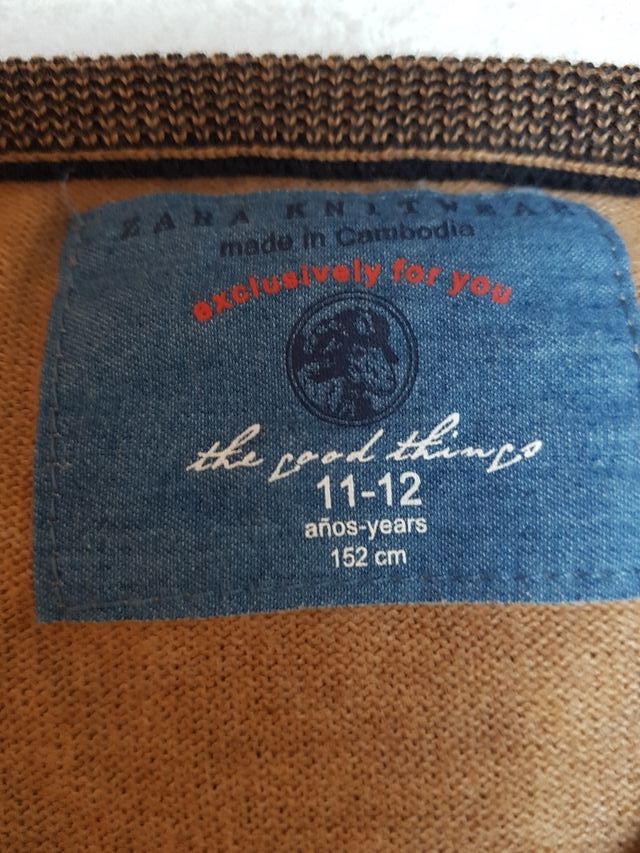 ZARA KNITWEAR
made in Cambodia
exclusively for you
the good things
11-12
años-years
152 cm